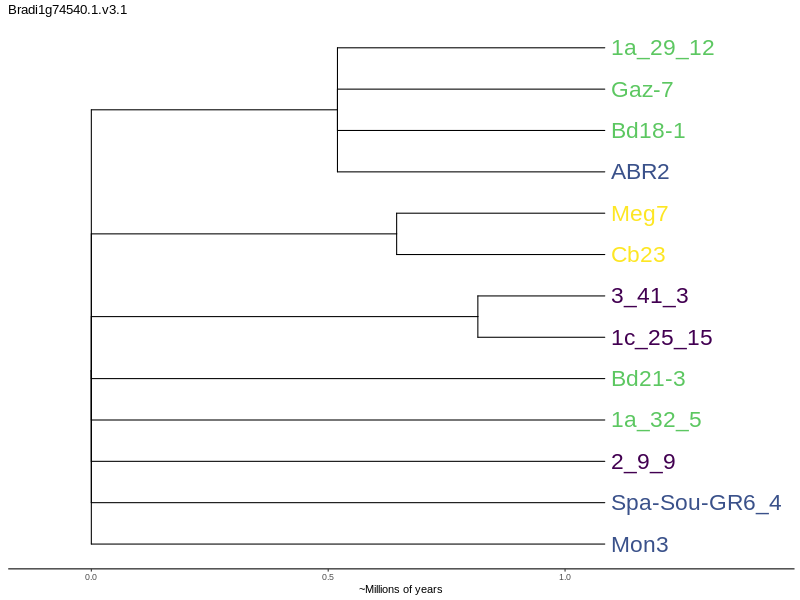 Bradi1g74540.1.v3.1
1a_29_12
Gaz-7
Bd18-1
ABR2
Meg7
Cb23
3_41_3
1c_25_15
Bd21-3
1a_32_5
2_9_9
Spa-Sou-GR6_4
Mon3
0.0 0.5 1.0
~Millions of years